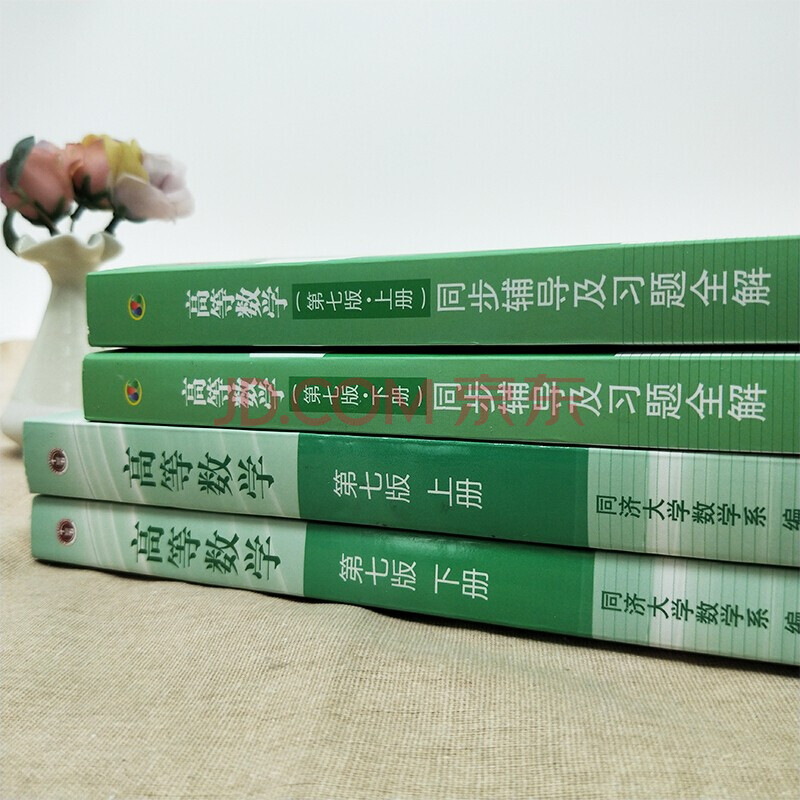 高等数学(第七版·上册)同步辅导及习题全解
高等数学(第七版·下册)同步辅导及习题全解
JD.COM 京东
高等数学 第七版 上册 同济大学数学系 编
高等数学 第七版 下册 同济大学数学系 编